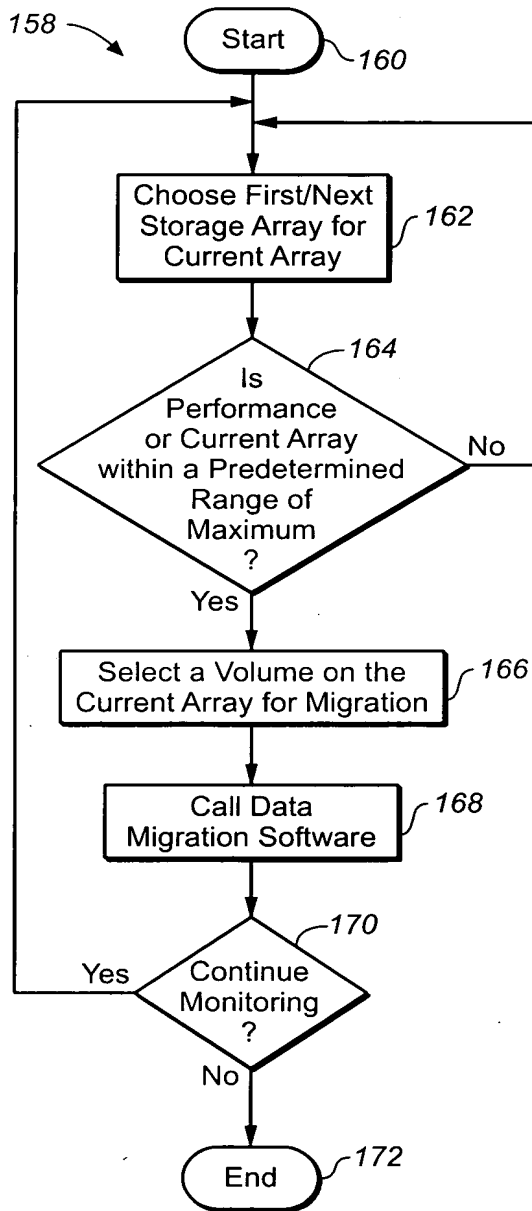 158
Start
160
Choose First/Next
Storage Array for
Current Array
162
164
Is
Performance
or Current Array
within a Predetermined
Range of
Maximum
?
No
Yes
Select a Volume on the
Current Array for Migration
166
Call Data
Migration Software
168
170
Yes
Continue
Monitoring
?
No
End
172